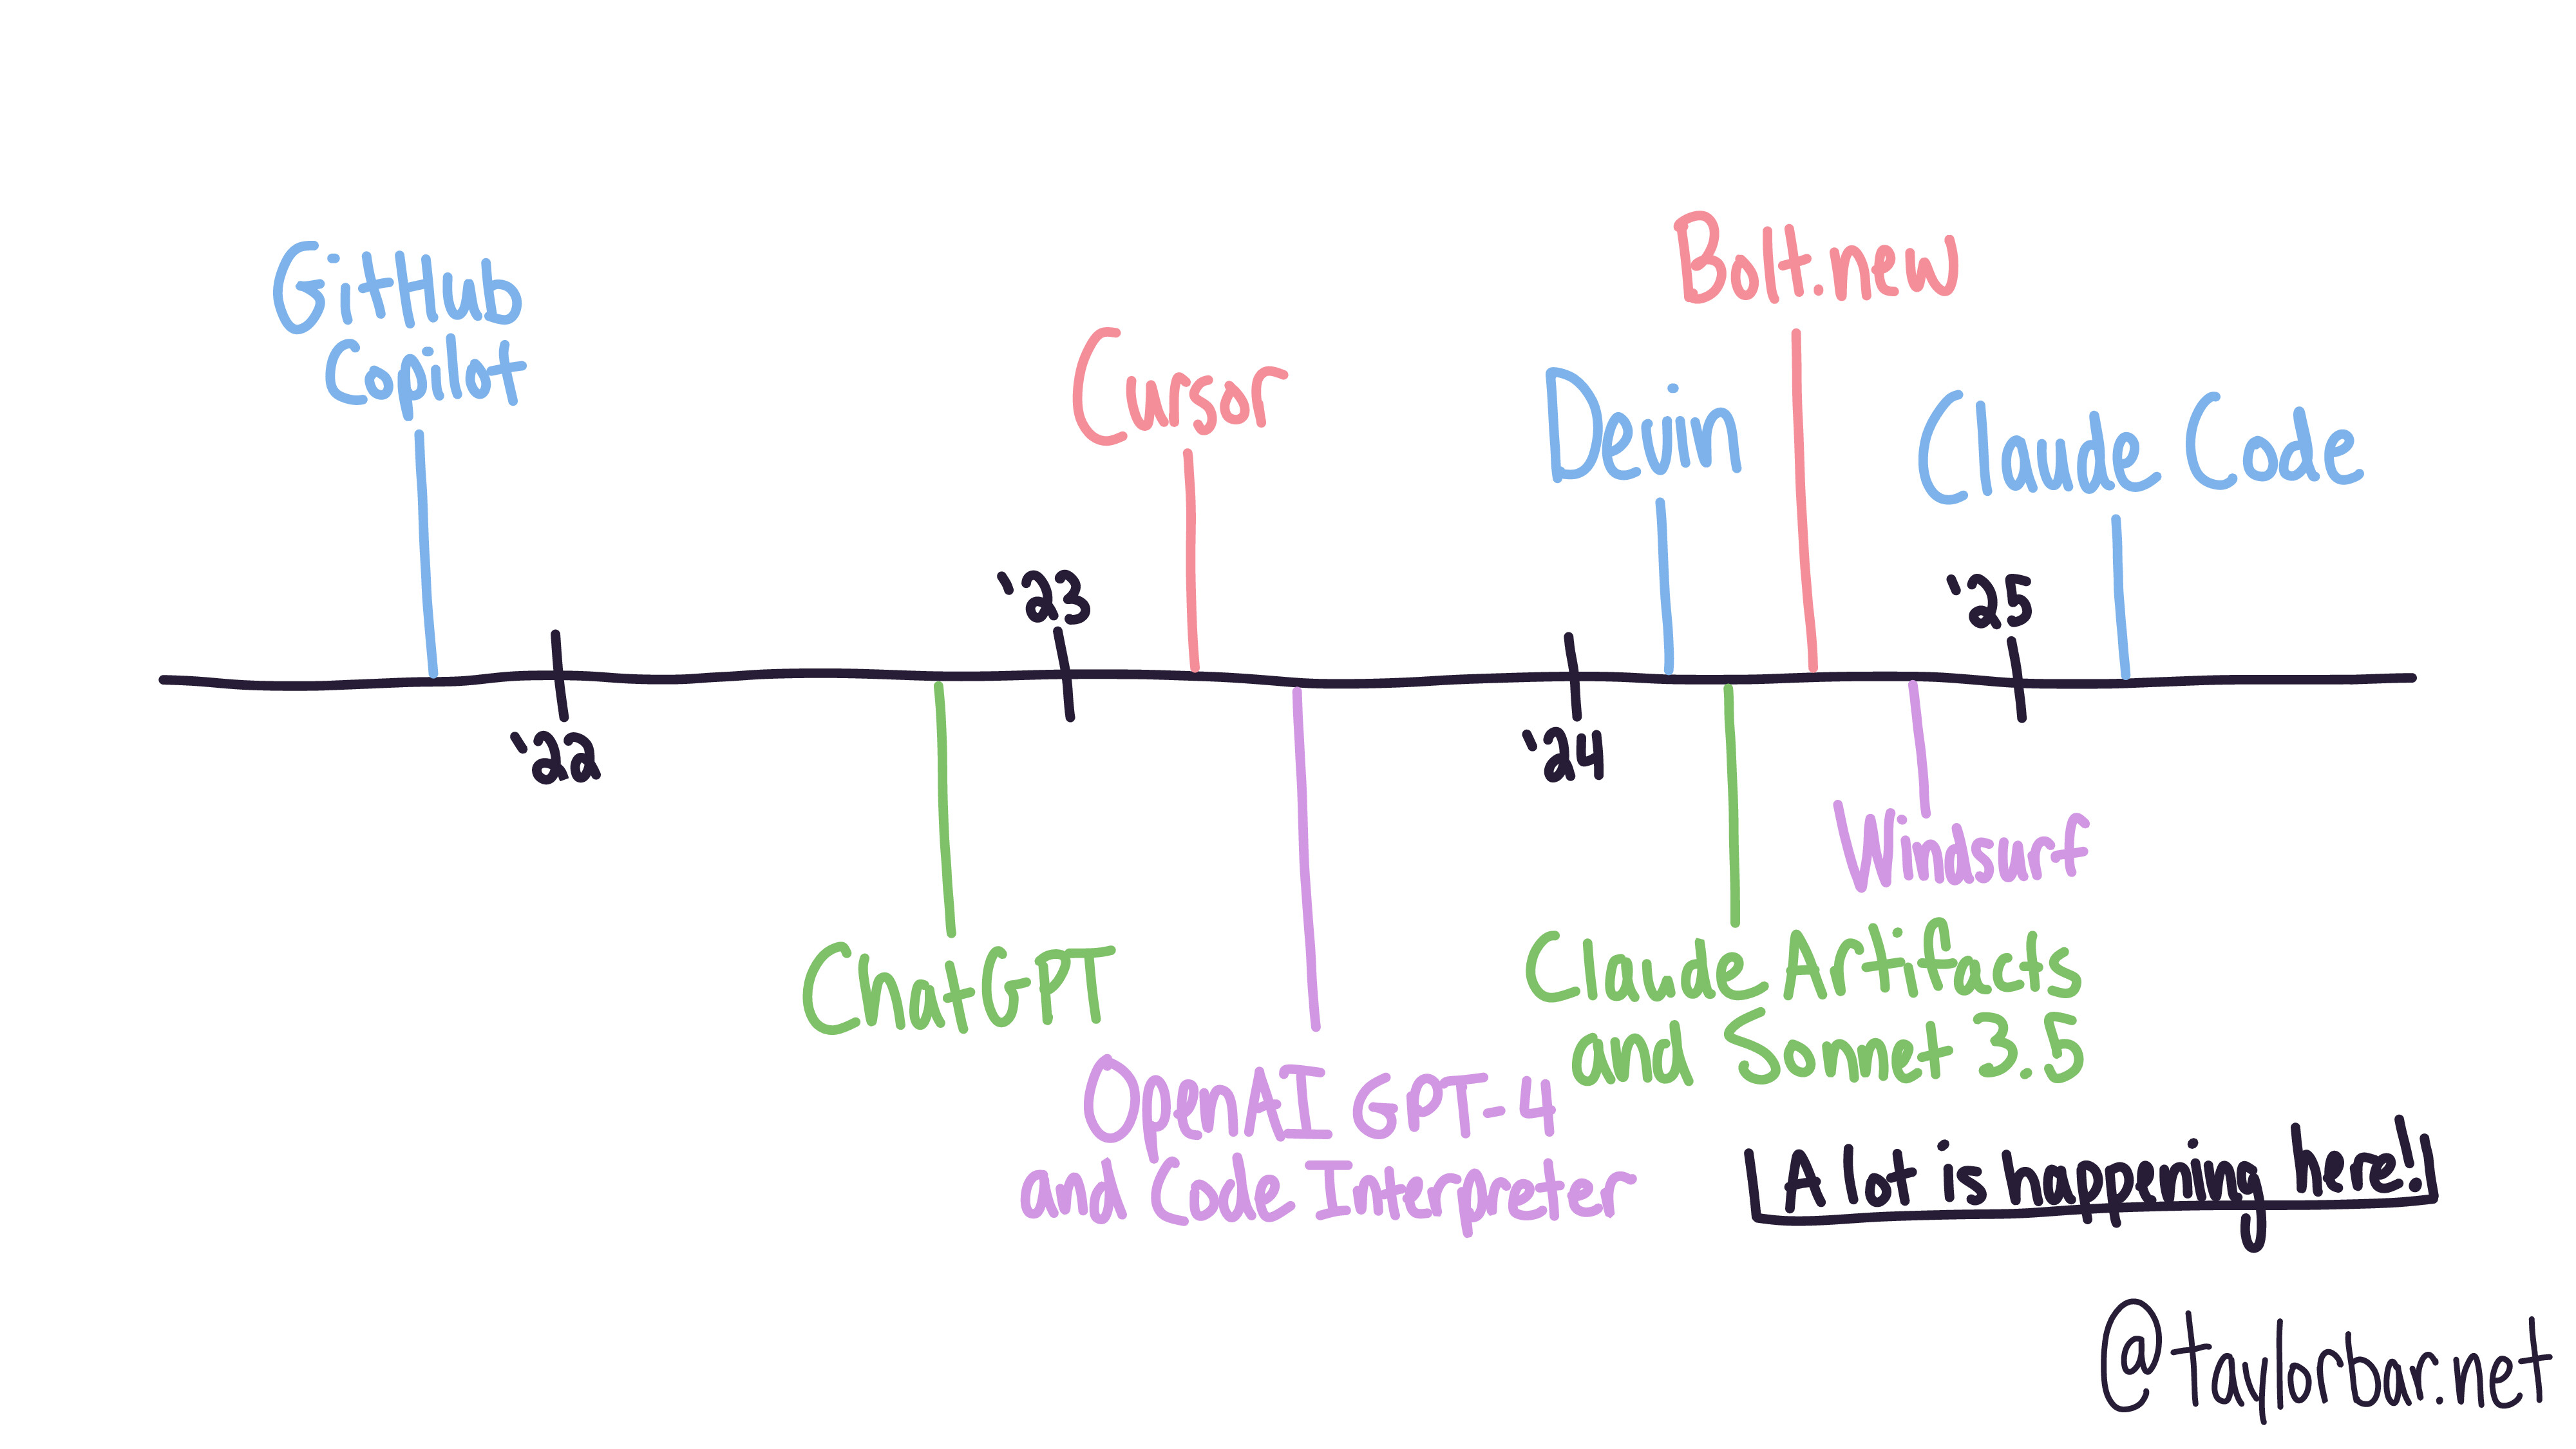 GitHub
Copilot
Cursor
Bolt.new
Devin
Claude Code
'22
'23
'24
'25
ChatGPT
OpenAI GPT-4
and Code Interpreter
Windsurf
Claude Artifacts
and Sonnet 3.5
A lot is happening here!
@taylorbar.net